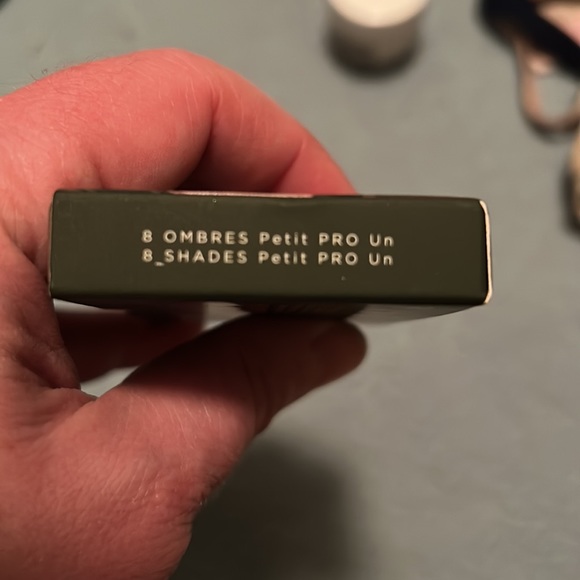 8 OMBRES Petit PRO Un
8_SHADES Petit PRO Un